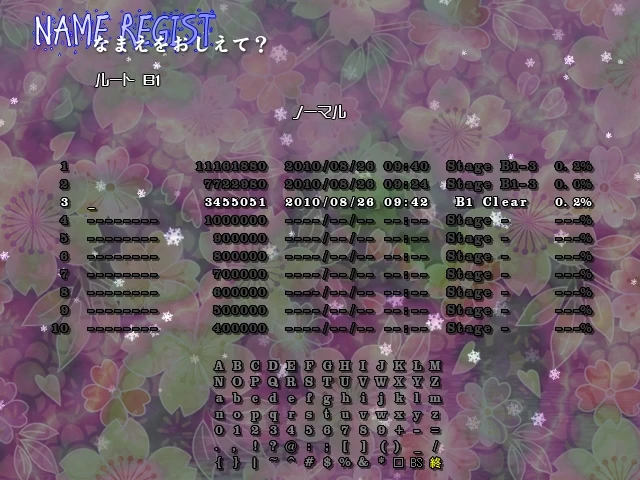 NAME REGIST
なまえをおしえて？
ルート B1
ノーマル
1 11161880 2010/08/26 09:40 Stage B1-3 0.2%
2 7722980 2010/08/26 09:24 Stage B1-3 0.0%
3 _ 3455051 2010/08/26 09:42 B1 Clear 0.2%
4 -------- 1000000 ----/--/-- --:-- Stage - ---%
5 -------- 900000 ----/--/-- --:-- Stage - ---%
6 -------- 800000 ----/--/-- --:-- Stage - ---%
7 -------- 700000 ----/--/-- --:-- Stage - ---%
8 -------- 600000 ----/--/-- --:-- Stage - ---%
9 -------- 500000 ----/--/-- --:-- Stage - ---%
10 -------- 400000 ----/--/-- --:-- Stage - ---%
A B C D E F G H I J K L M
N O P Q R S T U V W X Y Z
a b c d e f g h i j k l m
n o p q r s t u v w x y z
0 1 2 3 4 5 6 7 8 9 + - =
. , ! ? @ : ; [ ] ( ) _ /
{ } | ~ ^ # $ % & * □ BS 終